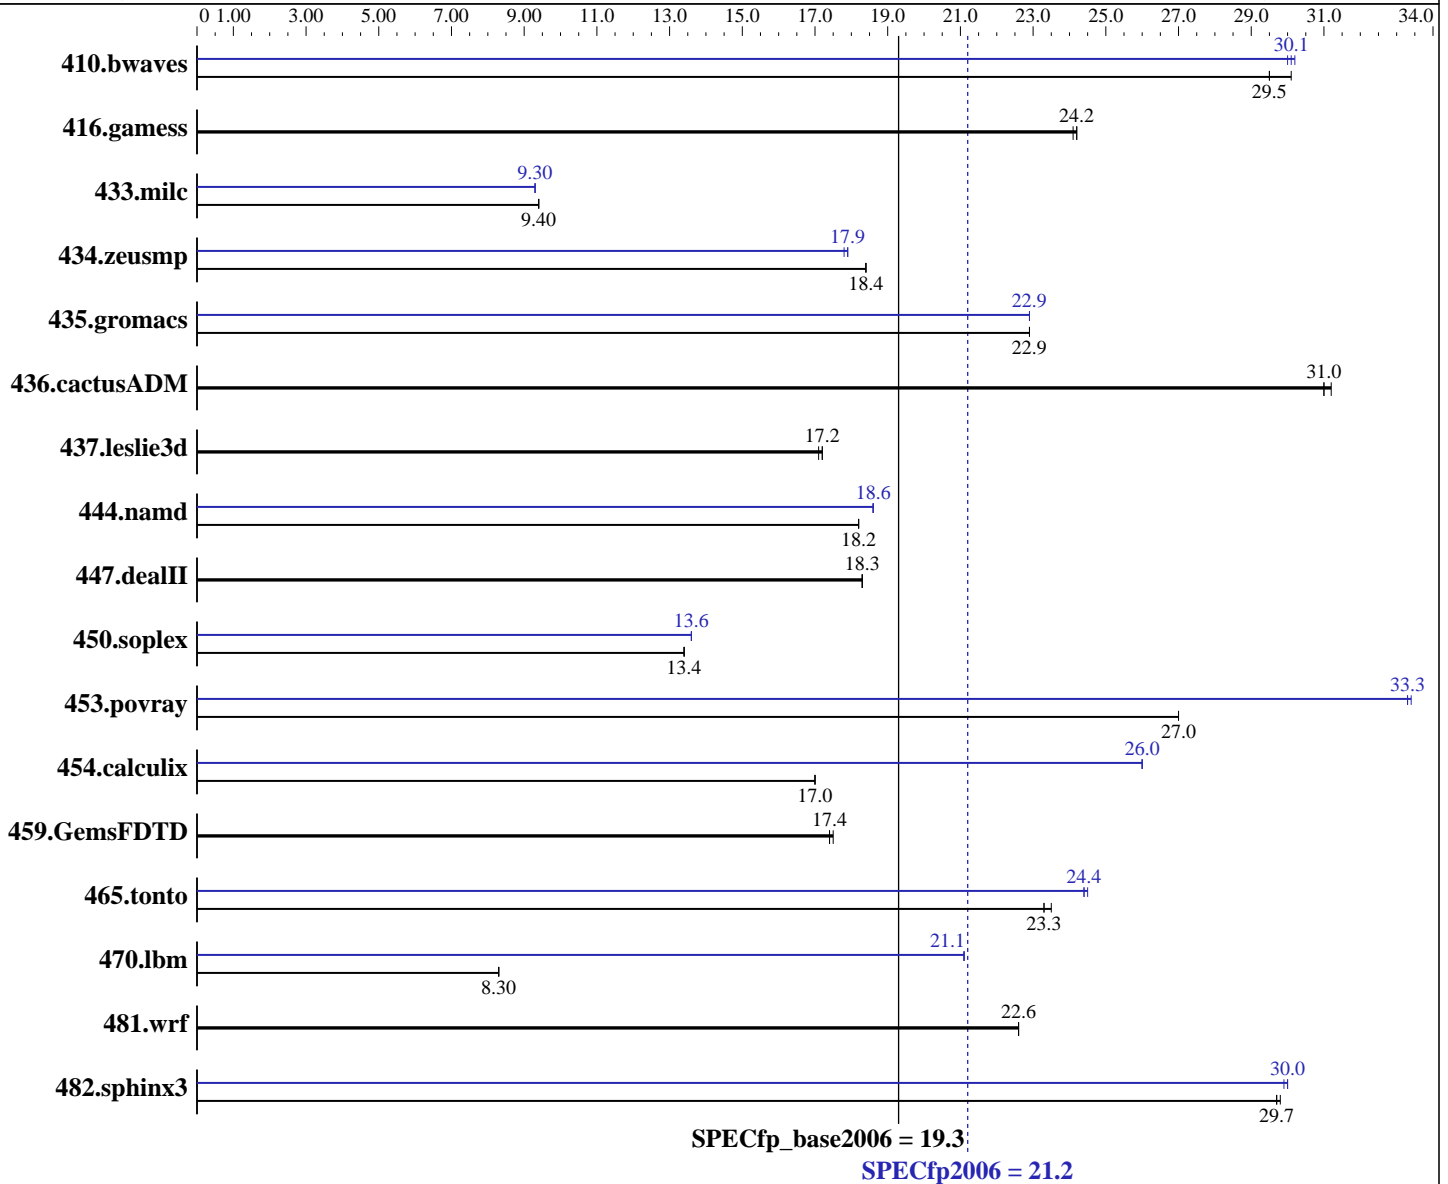 0 1.00 3.00 5.00 7.00 9.00 11.0 13.0 15.0 17.0 19.0 21.0 23.0 25.0 27.0 29.0 31.0 34.0
30.1
410.bwaves
29.5
24.2
416.gamess
9.30
433.milc
9.40
17.9
434.zeusmp
18.4
22.9
435.gromacs
22.9
31.0
436.cactusADM
17.2
437.leslie3d
18.6
444.namd
18.2
18.3
447.dealII
13.6
450.soplex
13.4
33.3
453.povray
27.0
26.0
454.calculix
17.0
17.4
459.GemsFDTD
24.4
465.tonto
23.3
21.1
470.lbm
8.30
22.6
481.wrf
30.0
482.sphinx3
29.7
SPECfp_base2006 = 19.3
SPECfp2006 = 21.2